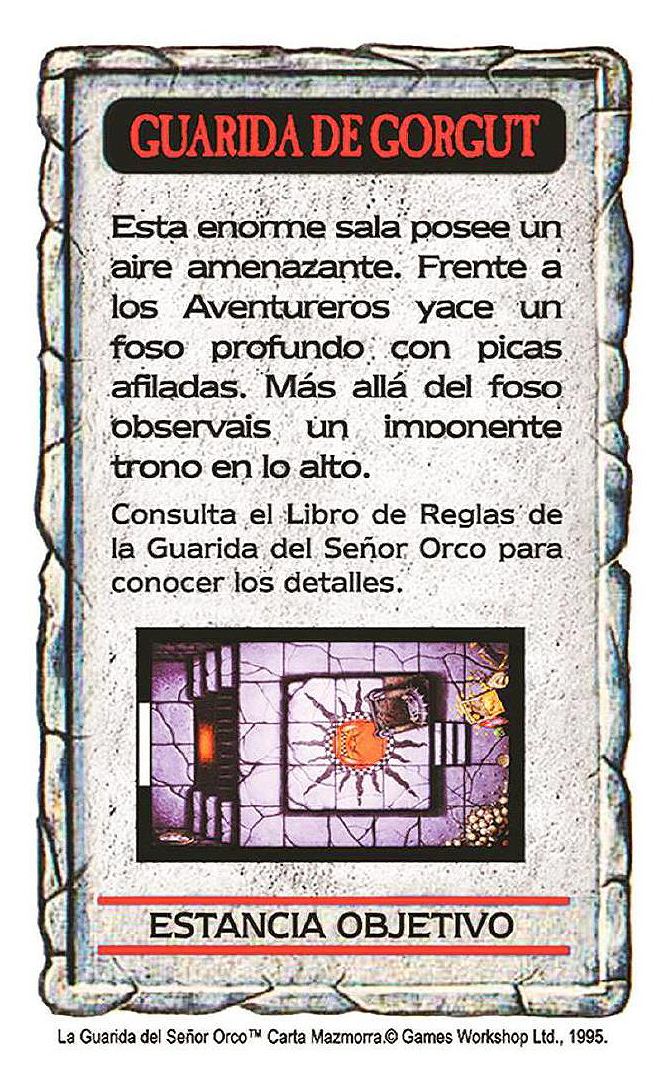 GUARIDA DE GORGUT
Esta enorme sala posee un
aire amenazante. Frente a
los Aventureros yace un
foso profundo con picas
afiladas. Más allá del foso
observais un imponente
trono en lo alto.
Consulta el Libro de Reglas de
la Guarida del Señor Orco para
conocer los detalles.
ESTANCIA OBJETIVO
La Guarida del Señor Orco™ Carta Mazmorra.© Games Workshop Ltd., 1995.